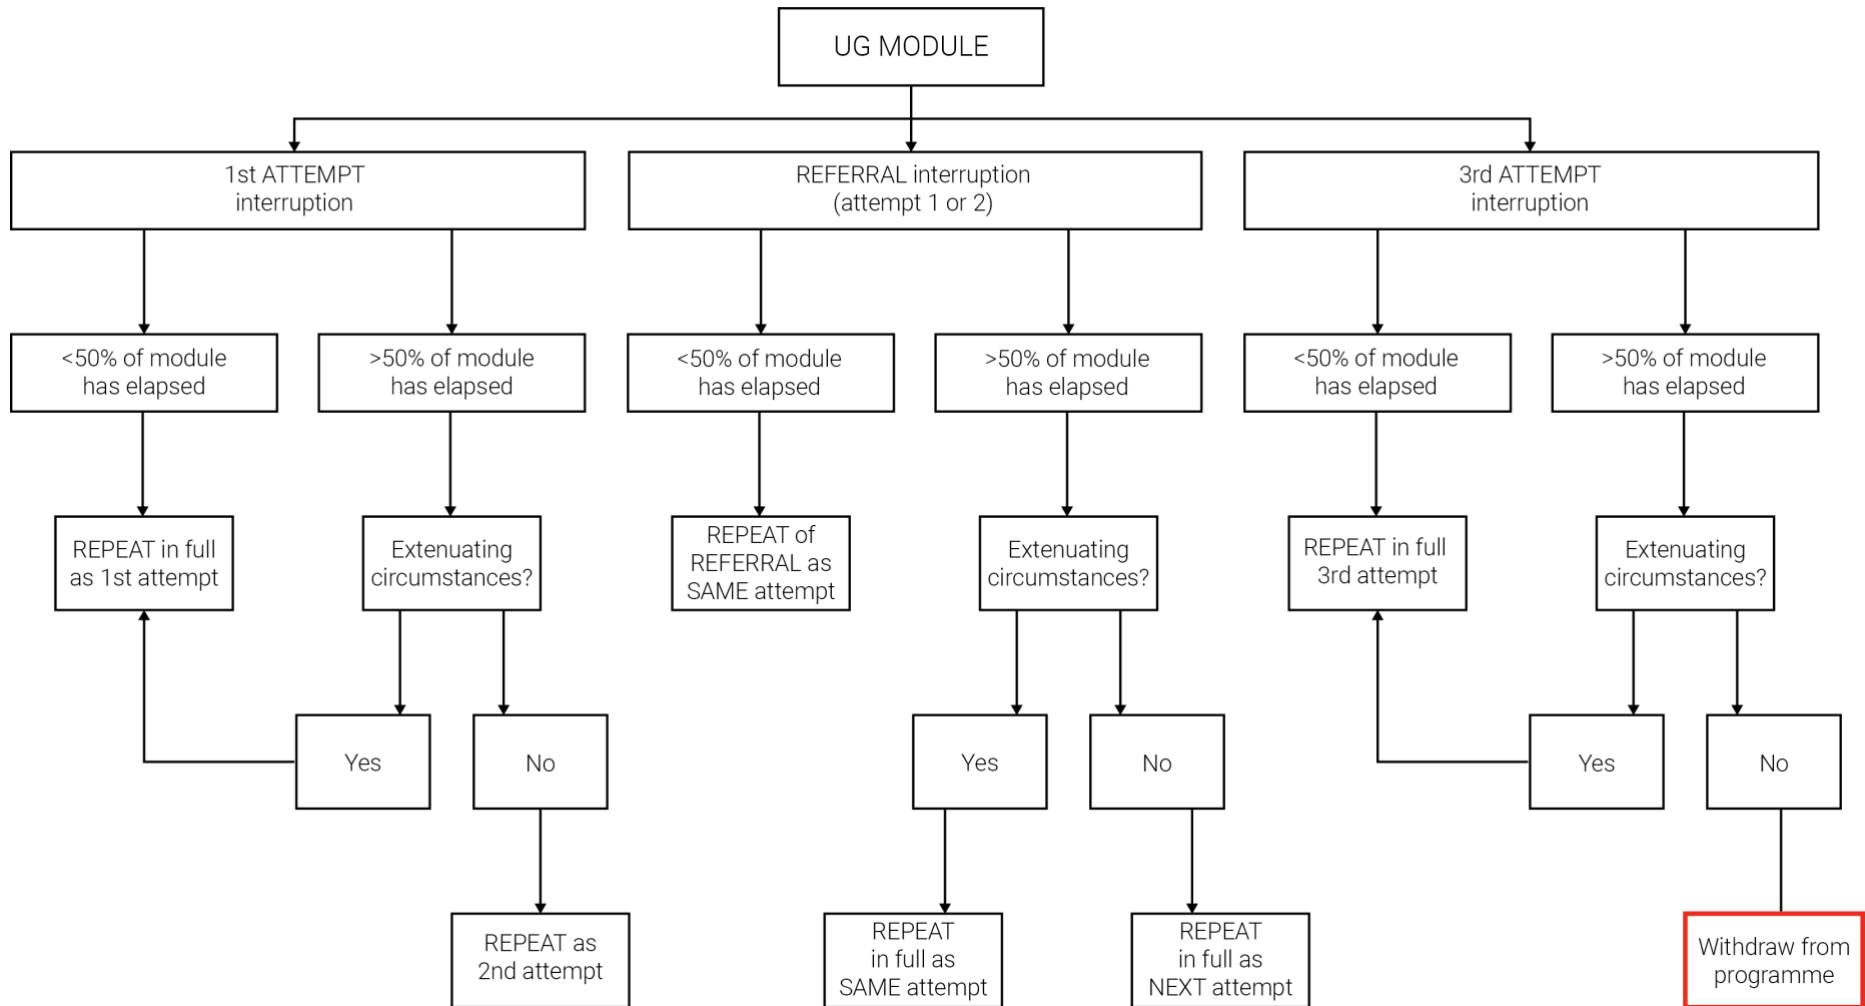 UG MODULE
1st ATTEMPT
interruption
REFERRAL interruption
(attempt 1 or 2)
3rd ATTEMPT
interruption
<50% of module
has elapsed
>50% of module
has elapsed
<50% of module
has elapsed
>50% of module
has elapsed
<50% of module
has elapsed
>50% of module
has elapsed
REPEAT in full
as 1st attempt
Extenuating
circumstances?
REPEAT of
REFERRAL as
SAME attempt
Extenuating
circumstances?
REPEAT in full
3rd attempt
Extenuating
circumstances?
Yes
No
Yes
No
Yes
No
REPEAT as
2nd attempt
REPEAT
in full as
SAME attempt
REPEAT
in full as
NEXT attempt
Withdraw from
programme